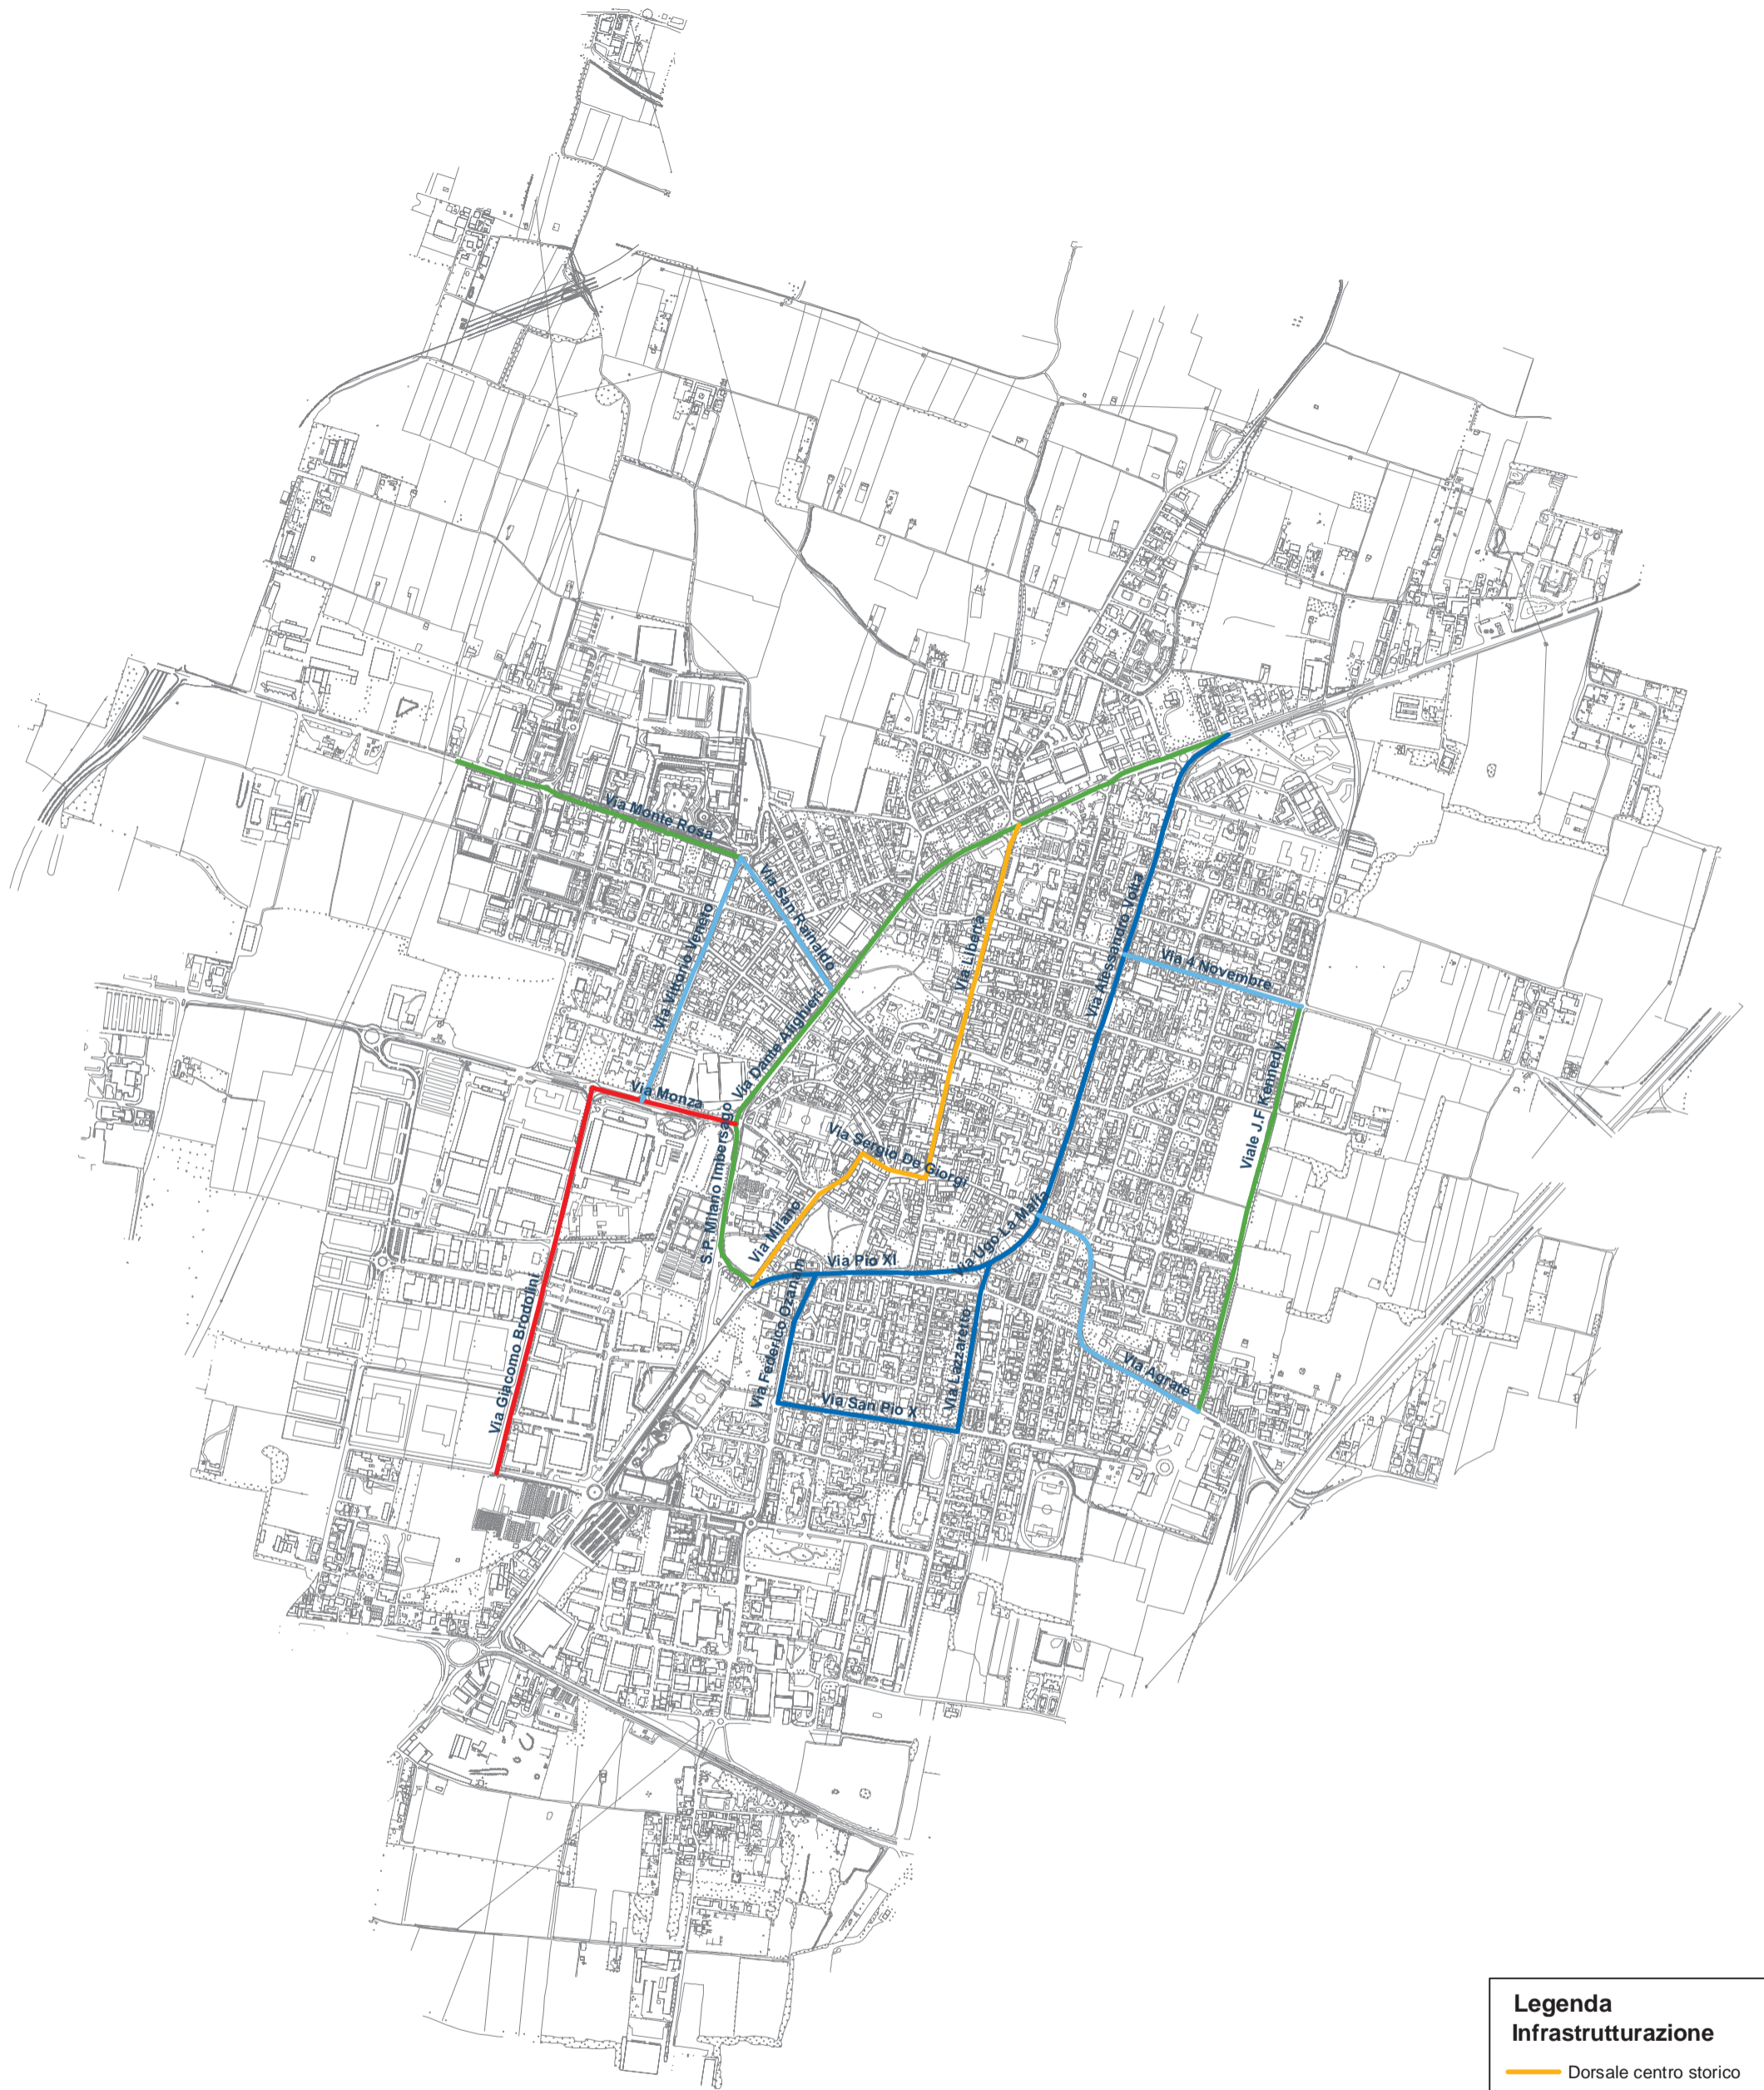 Via Monte Rosa
Via San Rainaldo
Via Vittorio Veneto
Via Libertà
Via Alessandro Volta
Via 4 Novembre
Via Dante Alighieri
Viale J.F Kennedy
Via Monza
S.P. Milano Imbersago
Via Sergio De Giorgi
Via Milano
Via Ugo La Malfa
Via Pio XI
Via Federico Ozanam
Via Giacomo Brodolini
Via Lazzaretto
Via Agrate
Via San Pio X
Legenda
Infrastrutturazione
Dorsale centro storico